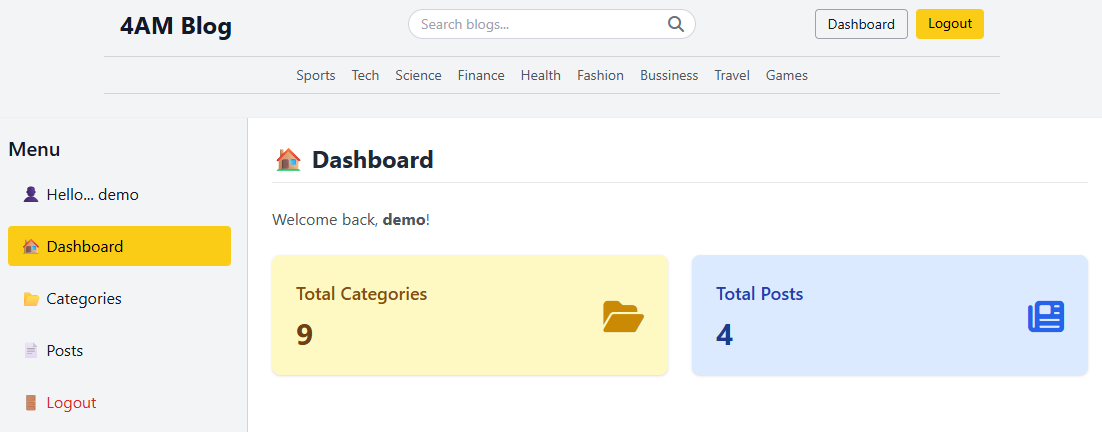 4AM Blog
Search blogs...
Dashboard
Logout
Sports Tech Science Finance Health Fashion Bussiness Travel Games
Menu
Hello... demo
Dashboard
Categories
Posts
Logout
Dashboard
Welcome back, demo!
Total Categories
9
Total Posts
4